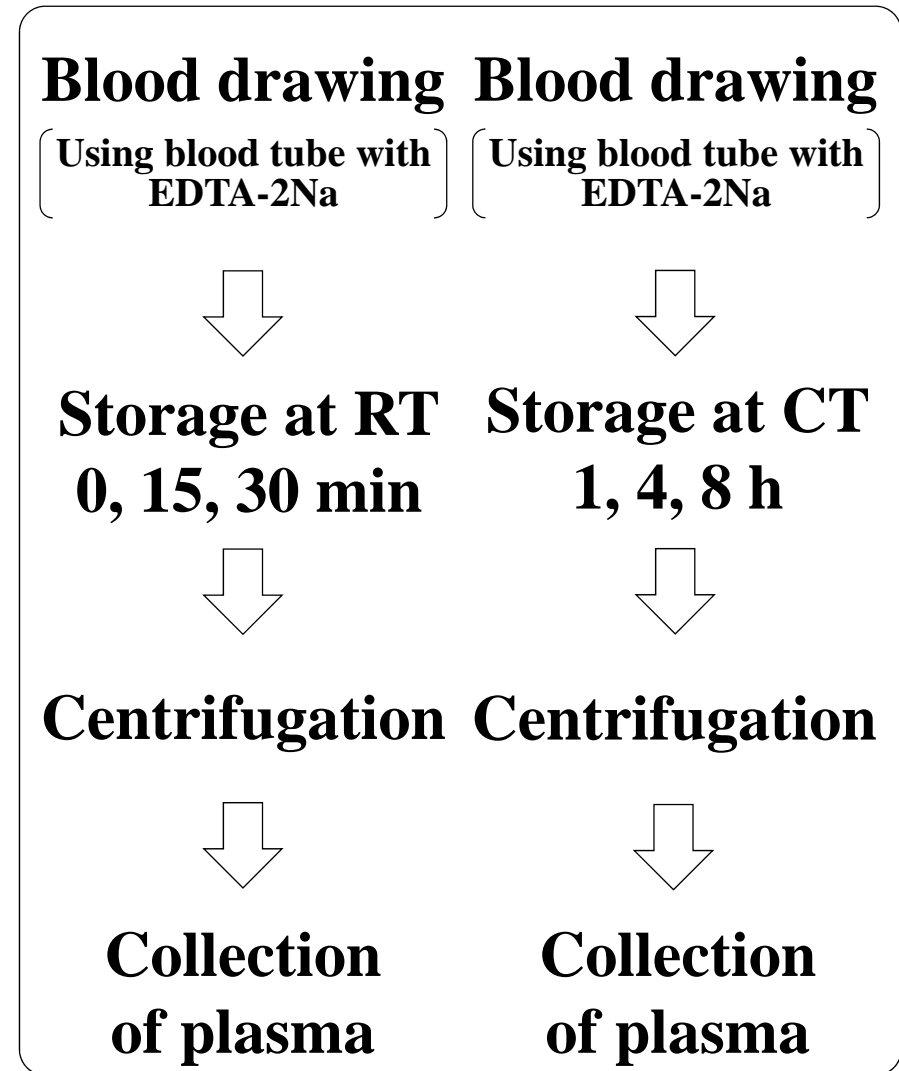 Blood drawing
Using blood tube with
EDTA-2Na
Storage at RT
0, 15, 30 min
Centrifugation
Collection
of plasma
Blood drawing
Using blood tube with
EDTA-2Na
Storage at CT
1, 4, 8 h
Centrifugation
Collection
of plasma